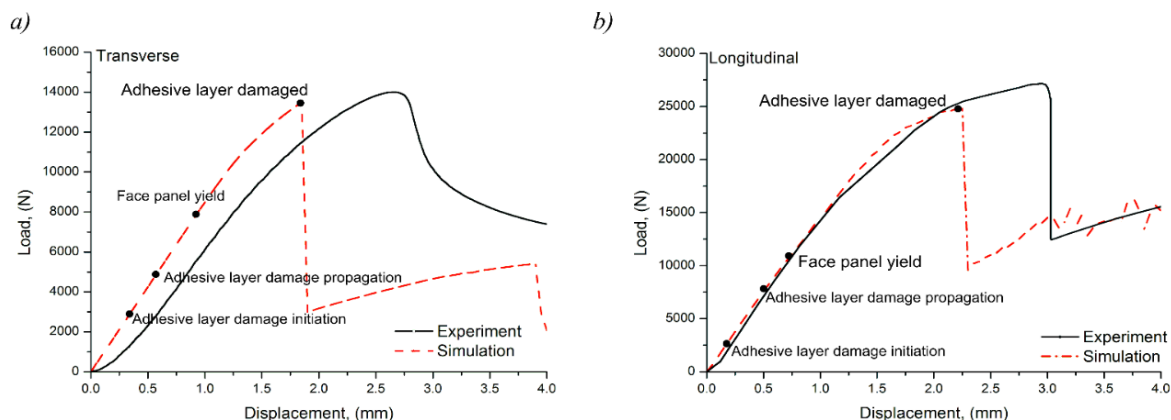 a)
Transverse
16000
14000
12000
10000
8000
6000
4000
2000
0
Load, (N)
Adhesive layer damaged
Face panel yield
Adhesive layer damage propagation
Adhesive layer damage initiation
Experiment
Simulation
0.0 0.5 1.0 1.5 2.0 2.5 3.0 3.5 4.0
Displacement, (mm)
b)
Longitudinal
30000
25000
20000
15000
10000
5000
0
Load, (N)
Adhesive layer damaged
Face panel yield
Adhesive layer damage propagation
Adhesive layer damage initiation
Experiment
Simulation
0.0 0.5 1.0 1.5 2.0 2.5 3.0 3.5 4.0
Displacement, (mm)